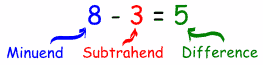 8 - 3 = 5
Minuend Subtrahend Difference